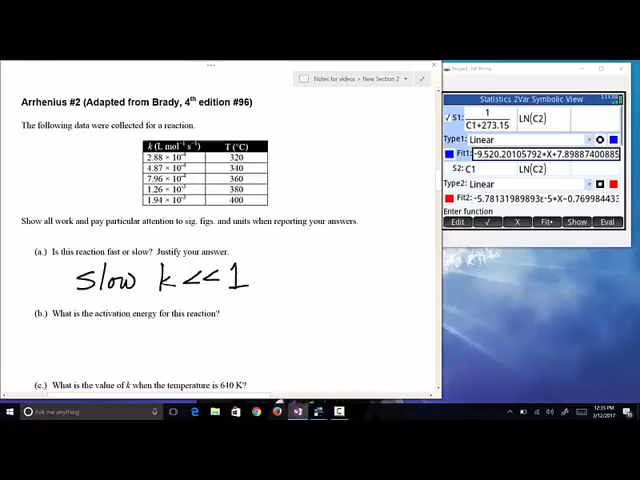 Notes for videos > New Section 2
Arrhenius #2 (Adapted from Brady, 4th edition #96)
The following data were collected for a reaction.
k (L mol⁻¹ s⁻¹) T (°C)
2.88 × 10⁻⁴ 320
4.87 × 10⁻⁴ 340
7.96 × 10⁻⁴ 360
1.26 × 10⁻³ 380
1.94 × 10⁻³ 400
Show all work and pay particular attention to sig. figs. and units when reporting your answers.
(a.) Is this reaction fast or slow? Justify your answer.
slow k << 1
(b.) What is the activation energy for this reaction?
(c.) What is the value of k when the temperature is 640 K?
Statistics 2Var Symbolic View
√ S1: 1 LN(C2)
C1+273.15
Type1: Linear
Fit1: -9,520.20105792*X+7.89887400885
S2: C1 LN(C2)
Type2: Linear
Fit2: -5.78131989893E-5*X-0.769984433
Enter function
Edit √ X Fit• Show Eval
Ask me anything
12:35 PM
3/12/2017